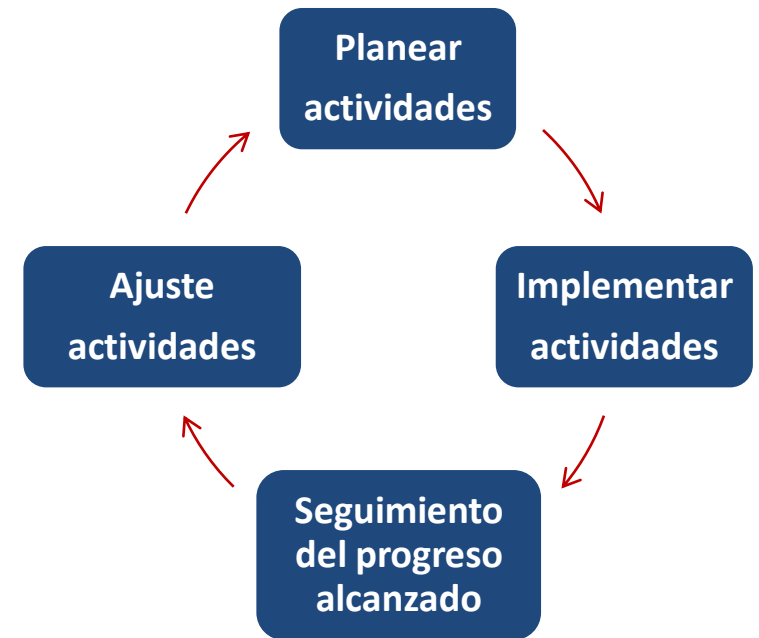 Planear
actividades
Implementar
actividades
Seguimiento
del progreso
alcanzado
Ajuste
actividades